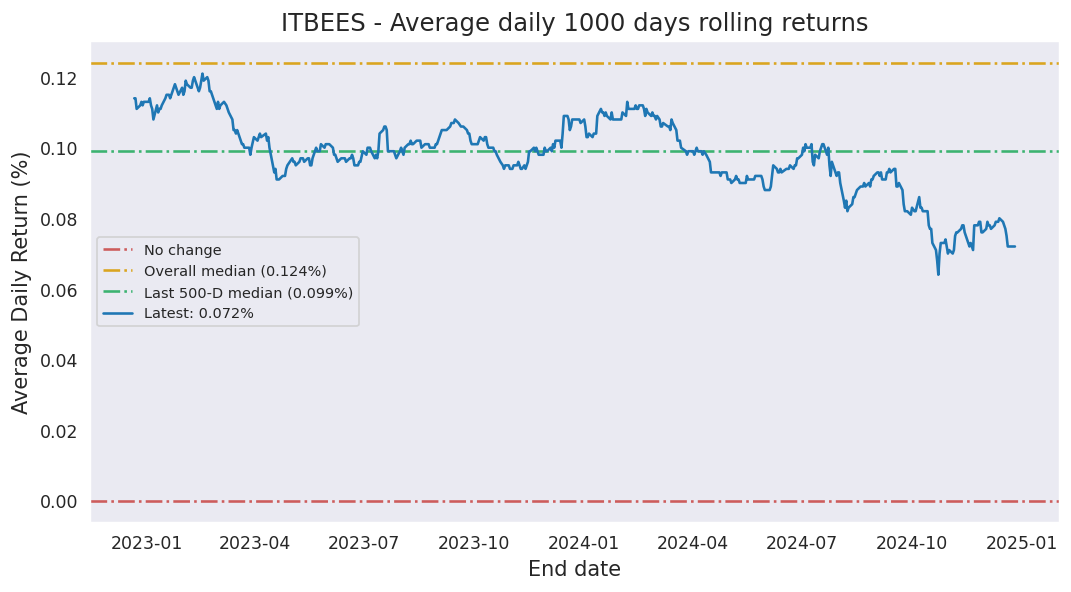 ITBEES - Average daily 1000 days rolling returns
Average Daily Return (%)
0.12
0.10
0.08
0.06
0.04
0.02
0.00
No change
Overall median (0.124%)
Last 500-D median (0.099%)
Latest: 0.072%
2023-01 2023-04 2023-07 2023-10 2024-01 2024-04 2024-07 2024-10 2025-01
End date